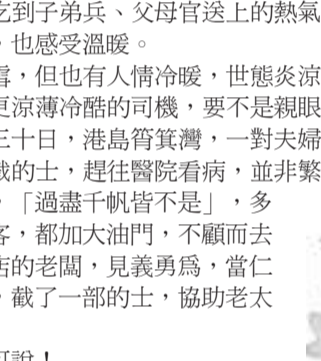 乞到子弟兵、父母官送上的熱氣
，也感受溫暖。
，但也有人情冷暖，世態炎涼
更涼薄冷酷的司機，要不是親眼
三十日，港島筲箕灣，一對夫婦
截的士，趕往醫院看病，並非繁
，「過盡千帆皆不是」，多
客，都加大油門，不顧而去
店的老闆，見義勇為，當仁
，截了一部的士，協助老太
可說！